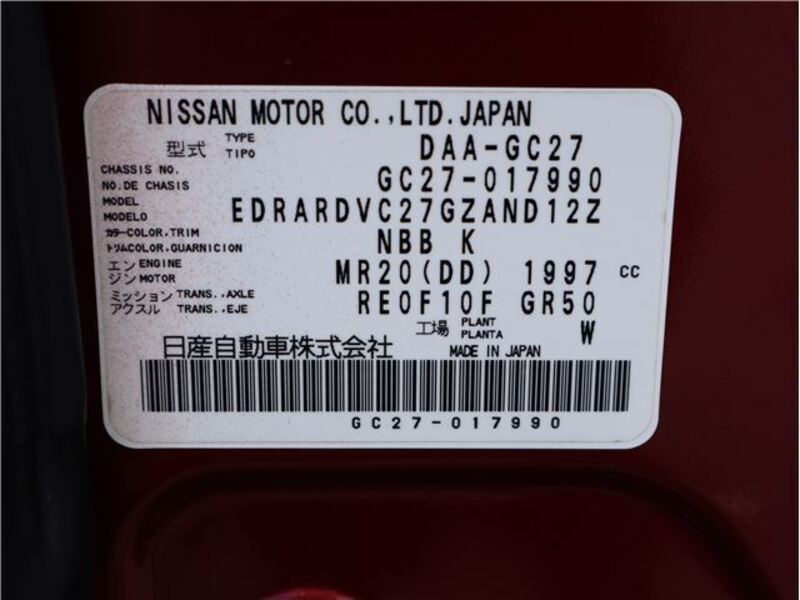 NISSAN MOTOR CO.,LTD.JAPAN
型式 TYPE TIPO DAA-GC27
CHASSIS NO.
NO.DE CHASIS GC27-017990
MODEL
MODELO EDRARDVC27GZAND12Z
カラーCOLOR,TRIM
トリムCOLOR,GUARNICION NBB K
エンジン ENGINE MOTOR MR20(DD) 1997 CC
ミッション TRANS.,AXLE
アクスル TRANS.,EJE RE0F10F GR50
工場 PLANT PLANTA W
日産自動車株式会社 MADE IN JAPAN
GC27-017990